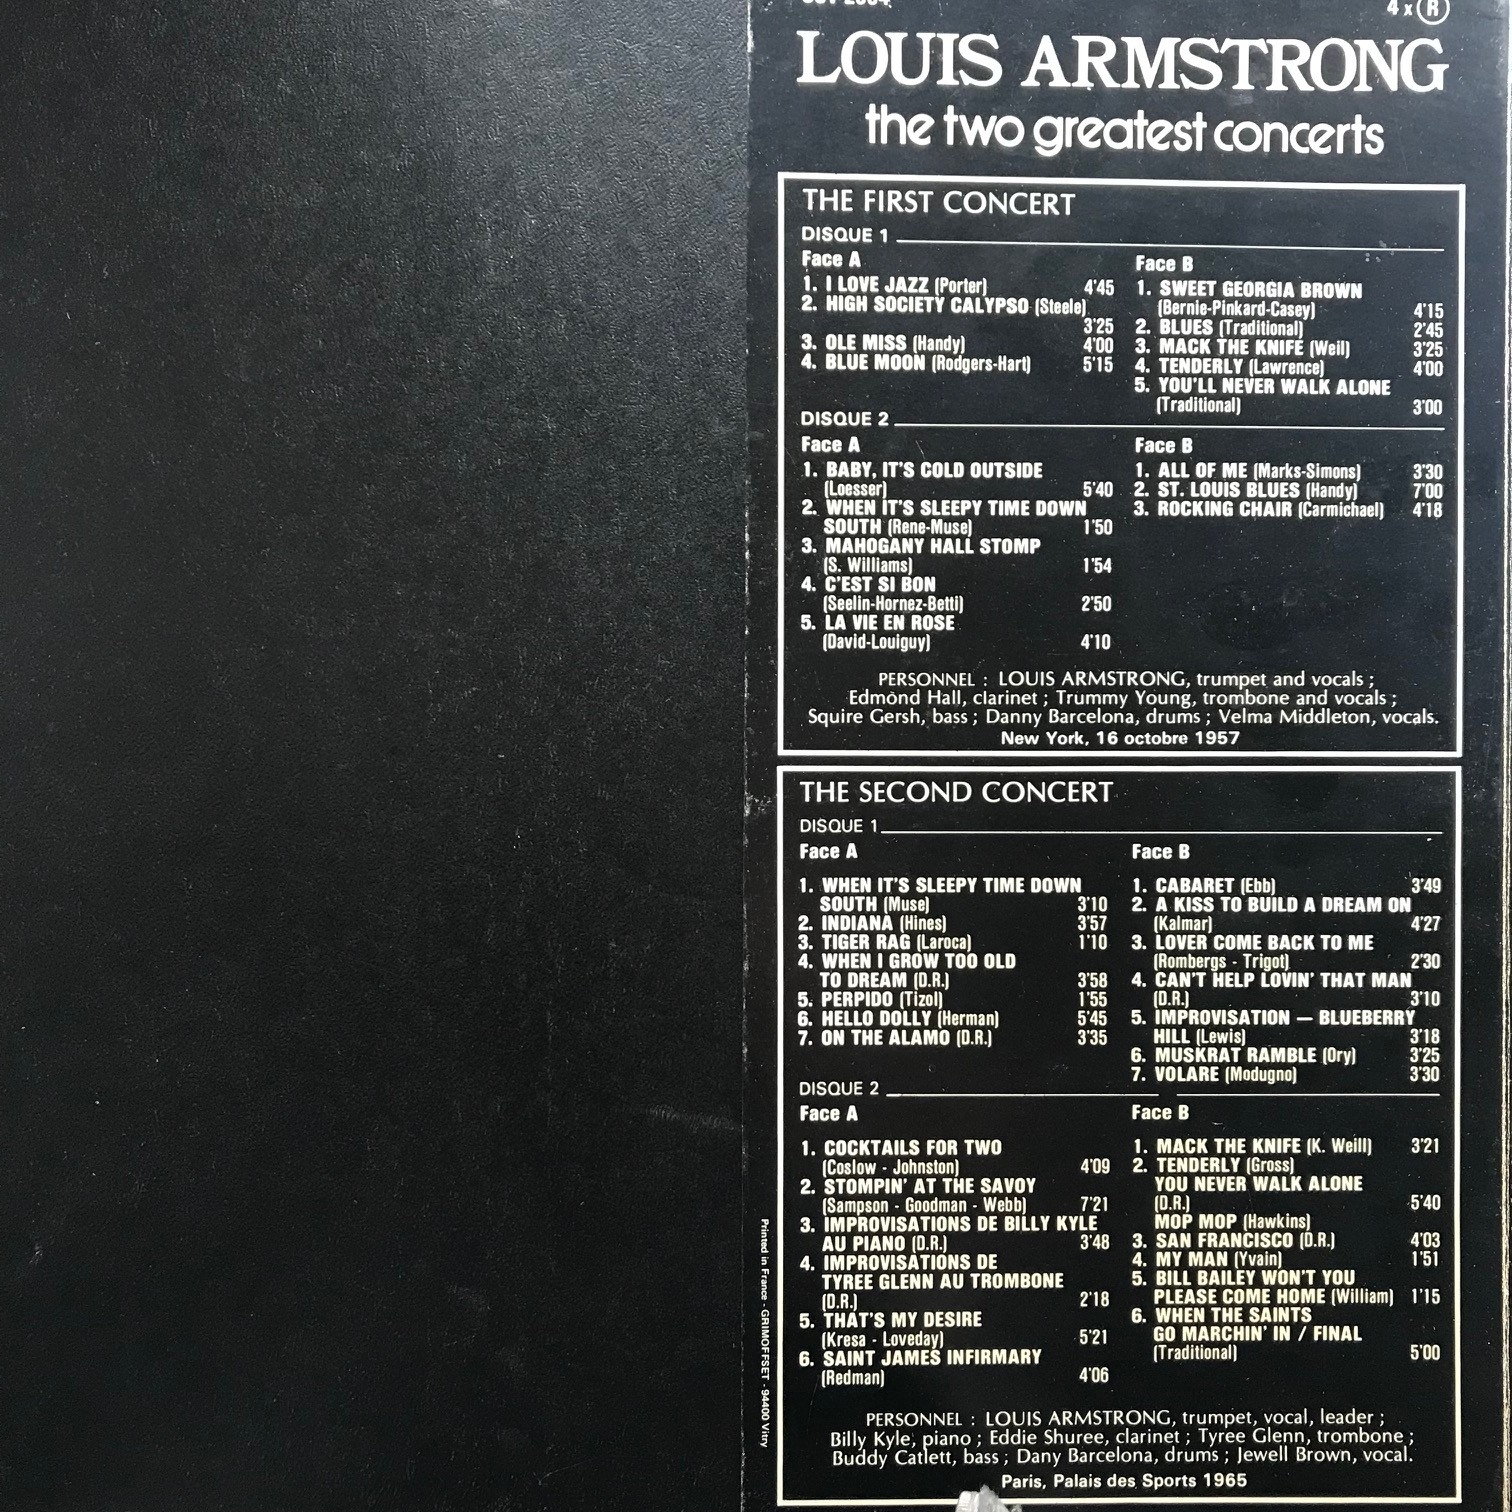 4 x R
LOUIS ARMSTRONG
the two greatest concerts
THE FIRST CONCERT
DISQUE 1
Face A
1. I LOVE JAZZ (Porter) 4'45
2. HIGH SOCIETY CALYPSO (Steele)
3'25
3. OLE MISS (Handy) 4'00
4. BLUE MOON (Rodgers-Hart) 5'15
Face B
1. SWEET GEORGIA BROWN
(Bernie-Pinkard-Casey) 4'15
2. BLUES (Traditional) 2'45
3. MACK THE KNIFE (Weil) 3'25
4. TENDERLY (Lawrence) 4'00
5. YOU'LL NEVER WALK ALONE
(Traditional) 3'00
DISQUE 2
Face A
1. BABY, IT'S COLD OUTSIDE
(Loesser) 5'40
2. WHEN IT'S SLEEPY TIME DOWN
SOUTH (Rene-Muse) 1'50
3. MAHOGANY HALL STOMP
(S. Williams) 1'54
4. C'EST SI BON
(Seelin-Hornez-Betti) 2'50
5. LA VIE EN ROSE
(David-Louiguy) 4'10
Face B
1. ALL OF ME (Marks-Simons) 3'30
2. ST. LOUIS BLUES (Handy) 7'00
3. ROCKING CHAIR (Carmichael) 4'18
PERSONNEL : LOUIS ARMSTRONG, trumpet and vocals ;
Edmond Hall, clarinet ; Trummy Young, trombone and vocals ;
Squire Gersh, bass ; Danny Barcelona, drums ; Velma Middleton, vocals.
New York, 16 octobre 1957
THE SECOND CONCERT
DISQUE 1
Face A
1. WHEN IT'S SLEEPY TIME DOWN
SOUTH (Muse) 3'10
2. INDIANA (Hines) 3'57
3. TIGER RAG (Laroca) 1'10
4. WHEN I GROW TOO OLD
TO DREAM (D.R.) 3'58
5. PERPIDO (Tizol) 1'55
6. HELLO DOLLY (Herman) 5'45
7. ON THE ALAMO (D.R.) 3'35
Face B
1. CABARET (Ebb) 3'49
2. A KISS TO BUILD A DREAM ON
(Kalmar) 4'27
3. LOVER COME BACK TO ME
(Rombergs - Trigot) 2'30
4. CAN'T HELP LOVIN' THAT MAN
(D.R.) 3'10
5. IMPROVISATION — BLUEBERRY
HILL (Lewis) 3'18
6. MUSKRAT RAMBLE (Ory) 3'25
7. VOLARE (Modugno) 3'30
DISQUE 2
Face A
1. COCKTAILS FOR TWO
(Coslow - Johnston) 4'09
2. STOMPIN' AT THE SAVOY
(Sampson - Goodman - Webb) 7'21
3. IMPROVISATIONS DE BILLY KYLE
AU PIANO (D.R.) 3'48
4. IMPROVISATIONS DE
TYREE GLENN AU TROMBONE
(D.R.) 2'18
5. THAT'S MY DESIRE
(Kresa - Loveday) 5'21
6. SAINT JAMES INFIRMARY
(Redman) 4'06
Face B
1. MACK THE KNIFE (K. Weill) 3'21
2. TENDERLY (Gross)
YOU NEVER WALK ALONE
(D.R.) 5'40
MOP MOP (Hawkins)
3. SAN FRANCISCO (D.R.) 4'03
4. MY MAN (Yvain) 1'51
5. BILL BAILEY WON'T YOU
PLEASE COME HOME (William) 1'15
6. WHEN THE SAINTS
GO MARCHIN' IN / FINAL
(Traditional) 5'00
PERSONNEL : LOUIS ARMSTRONG, trumpet, vocal, leader ;
Billy Kyle, piano ; Eddie Shuree, clarinet ; Tyree Glenn, trombone ;
Buddy Catlett, bass ; Dany Barcelona, drums ; Jewell Brown, vocal.
Paris, Palais des Sports 1965
Printed in France - GRIMOFFSET - 94400 Vitry